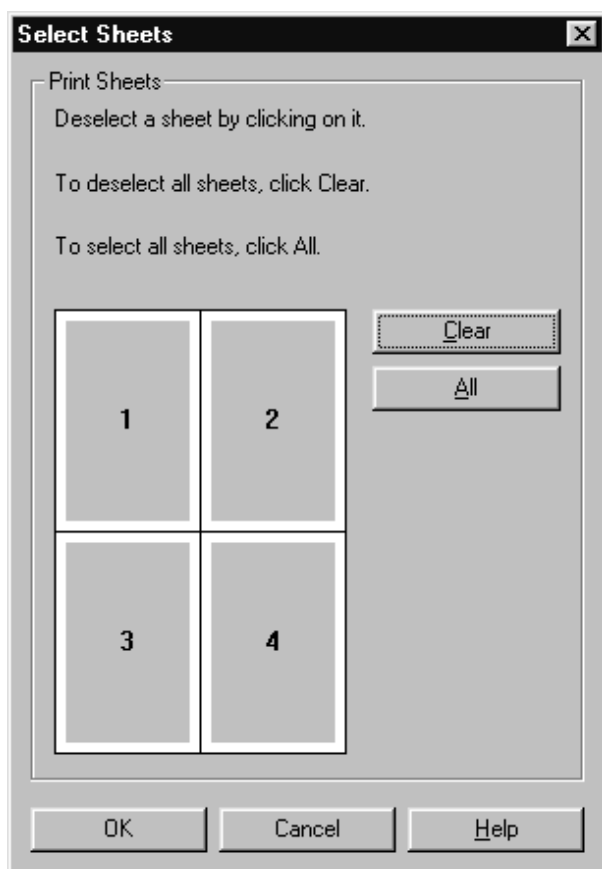 Select Sheets
Print Sheets
Deselect a sheet by clicking on it.
To deselect all sheets, click Clear.
To select all sheets, click All.
1 2
Clear
All
3 4
OK Cancel Help